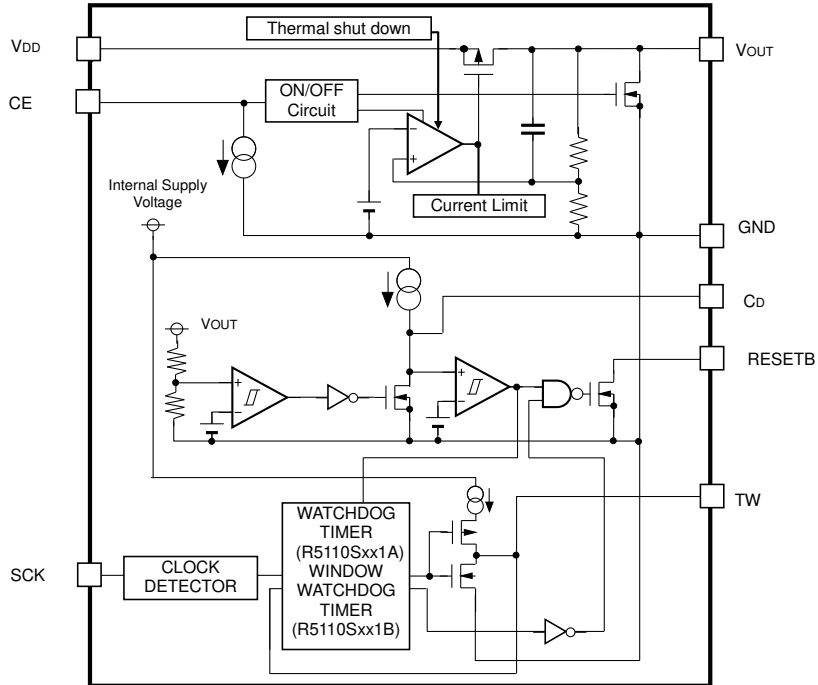 Thermal shut down
VDD
VOUT
CE
ON/OFF
Circuit
Current Limit
Internal Supply
Voltage
GND
CD
VOUT
RESETB
TW
WATCHDOG
TIMER
(R5110Sxx1A)
WINDOW
WATCHDOG
TIMER
(R5110Sxx1B)
SCK
CLOCK
DETECTOR